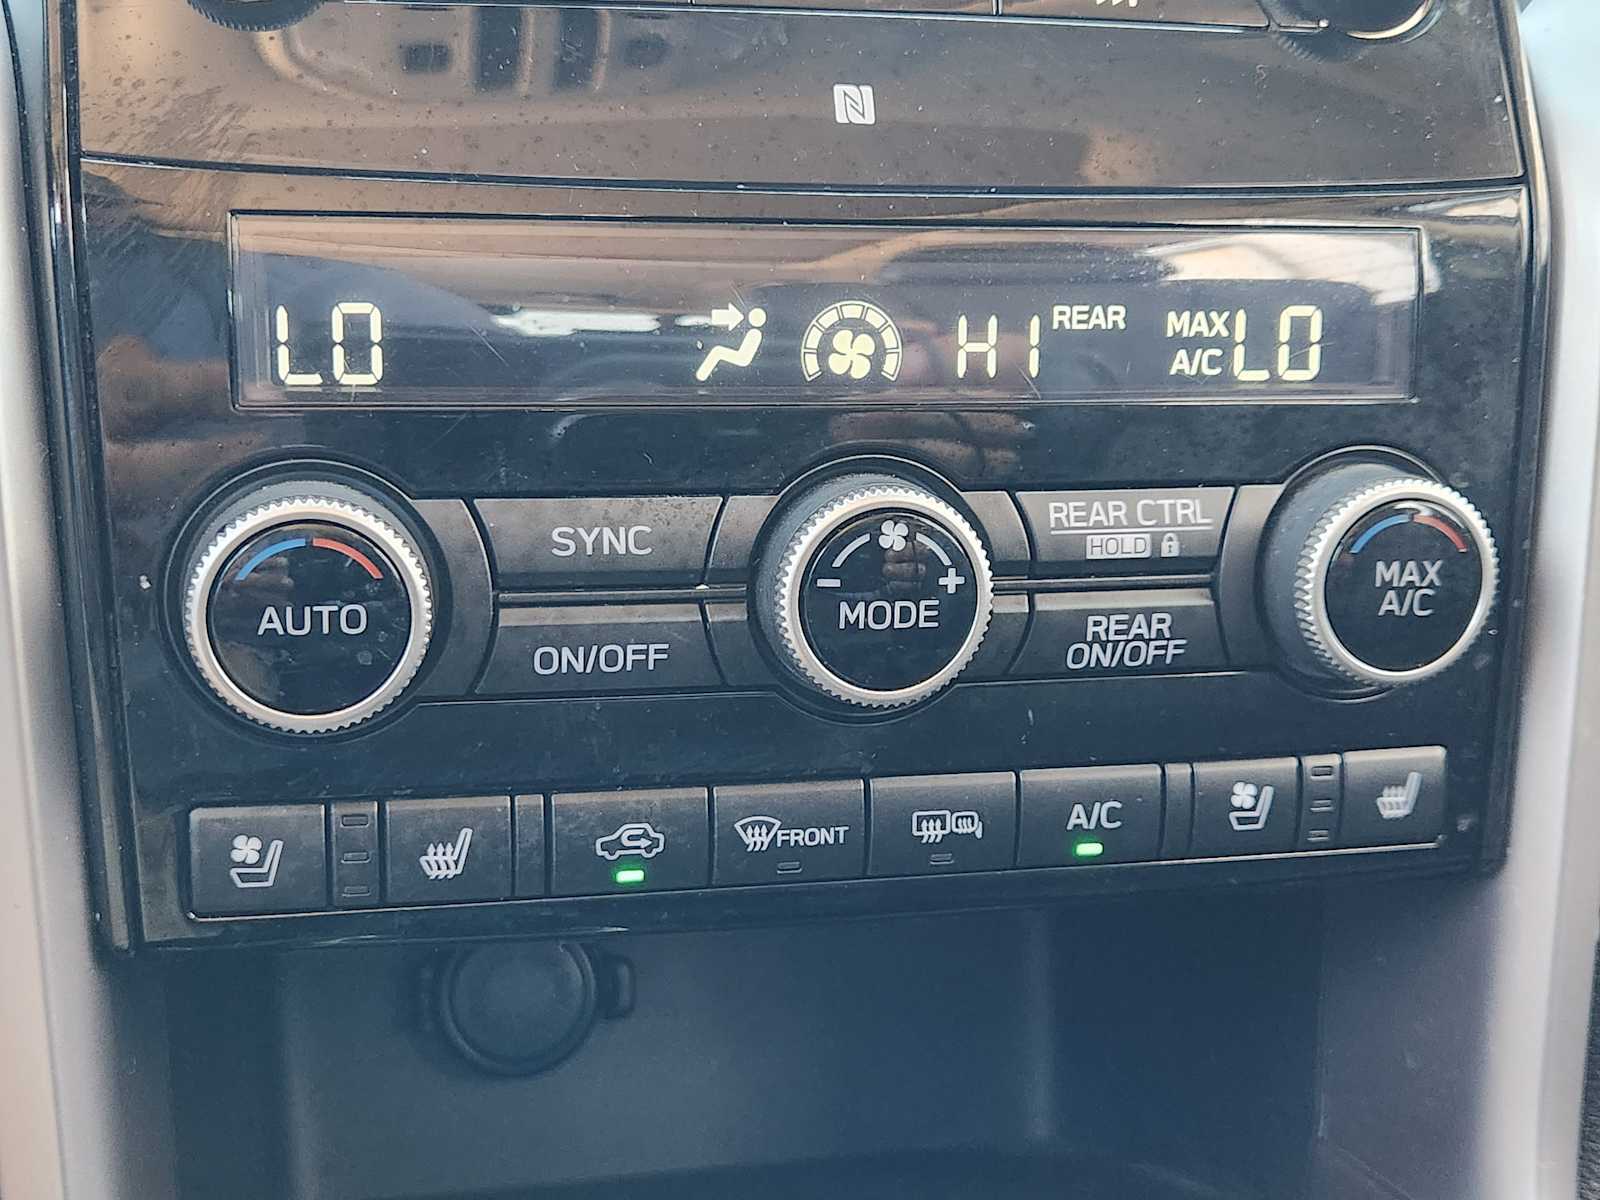 LO
HI REAR
MAX
A/C LO
SYNC
REAR CTRL
HOLD
AUTO
MODE
MAX
A/C
ON/OFF
REAR
ON/OFF
FRONT
A/C